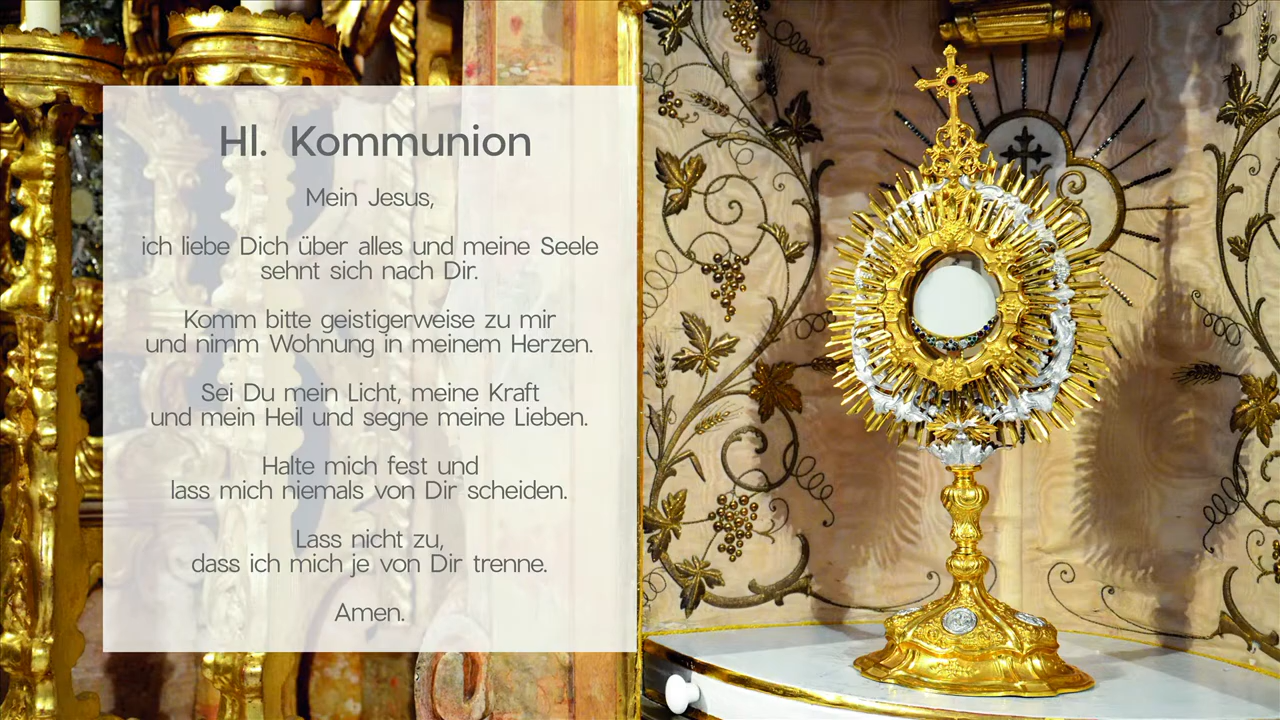 Hl. Kommunion
Mein Jesus,
ich liebe Dich über alles und meine Seele
sehnt sich nach Dir.
Komm bitte geistigerweise zu mir
und nimm Wohnung in meinem Herzen.
Sei Du mein Licht, meine Kraft
und mein Heil und segne meine Lieben.
Halte mich fest und
lass mich niemals von Dir scheiden.
Lass nicht zu,
dass ich mich je von Dir trenne.
Amen.